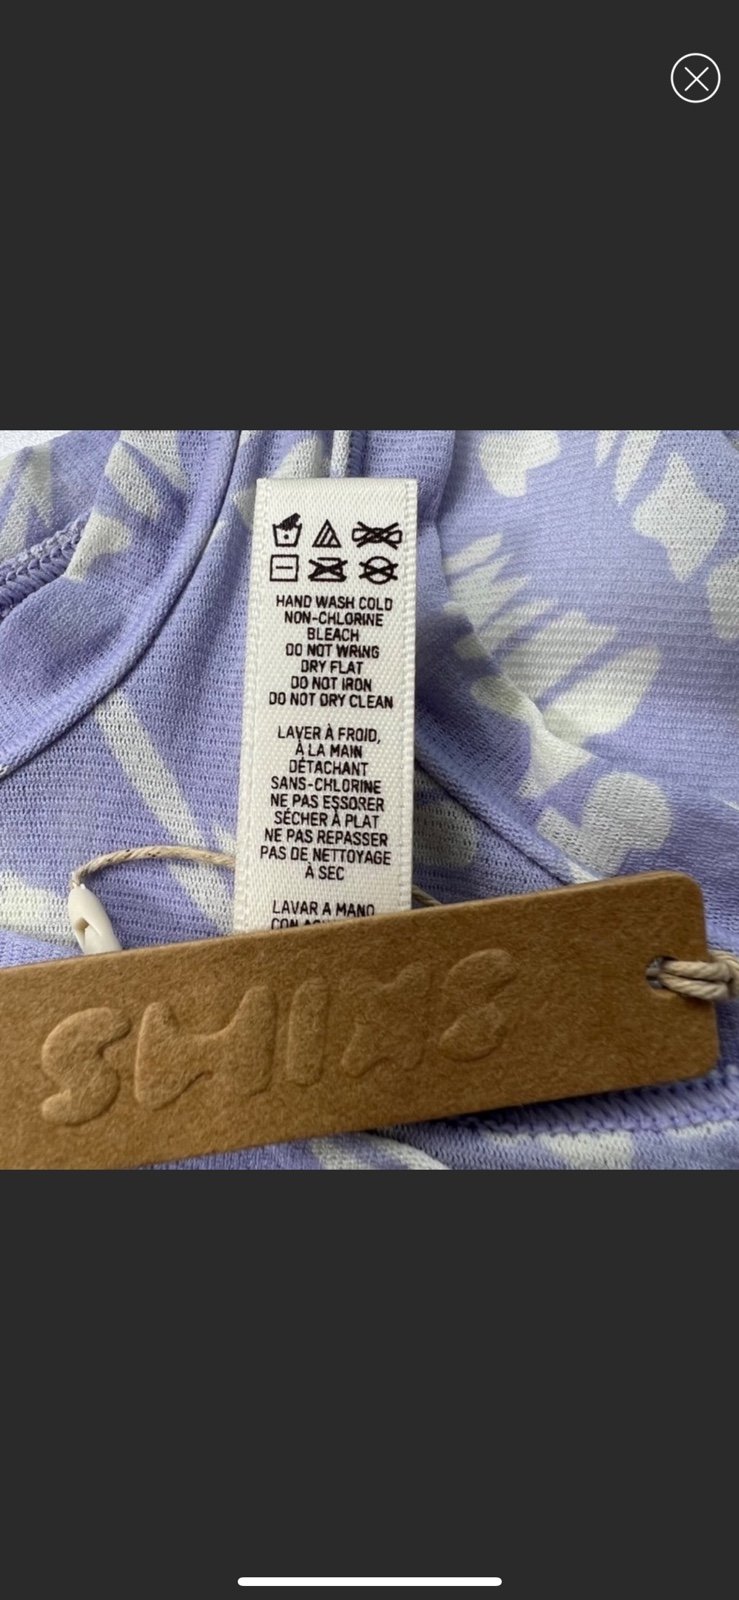 HAND WASH COLD
NON-CHLORINE
BLEACH
DO NOT WRING
DRY FLAT
DO NOT IRON
DO NOT DRY CLEAN
LAVER À FROID,
À LA MAIN
DÉTACHANT
SANS-CHLORINE
NE PAS ESSORER
SÉCHER À PLAT
NE PAS REPASSER
PAS DE NETTOYAGE
À SEC
LAVAR A MANO
CON
SKIMS